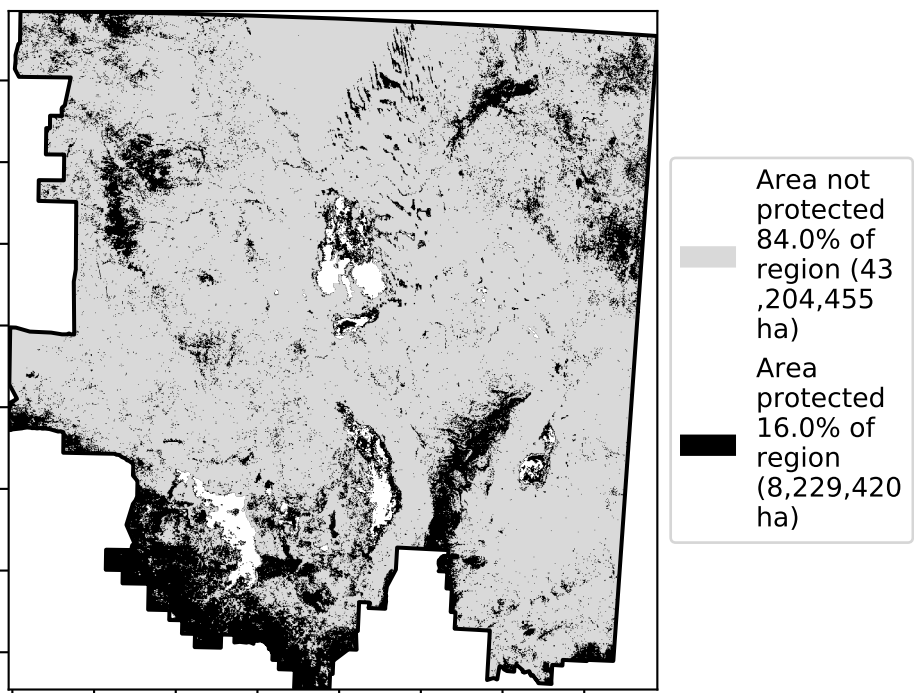 Area not
protected
84.0% of
region (43
,204,455
ha)
Area
protected
16.0% of
region
(8,229,420
ha)